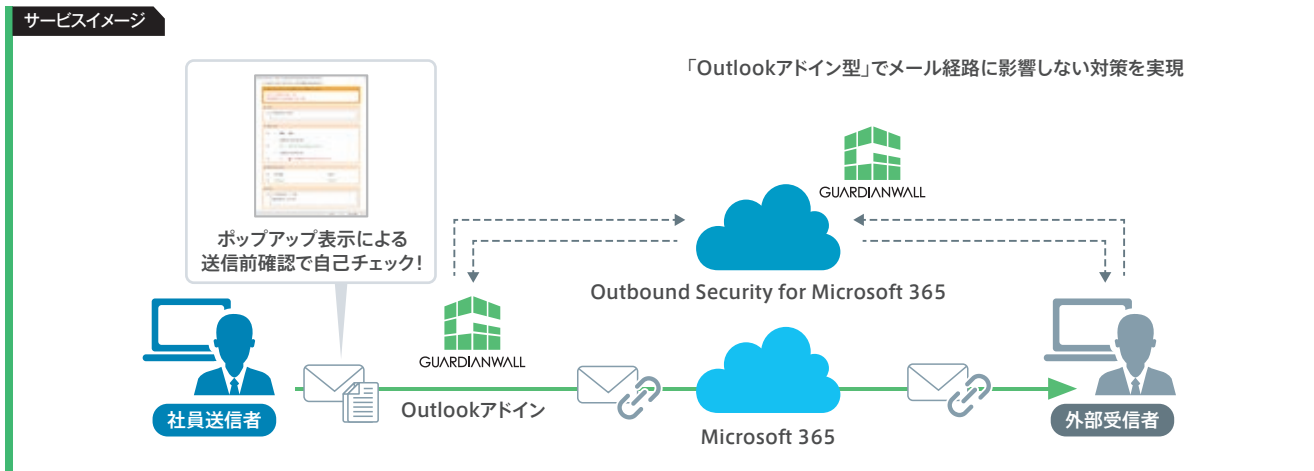 サービスイメージ
「Outlookアドイン型」でメール経路に影響しない対策を実現
GUARDIANWALL
ポップアップ表示による
送信前確認で自己チェック!
Outbound Security for Microsoft 365
GUARDIANWALL
Outlookアドイン
社員送信者
Microsoft 365
外部受信者